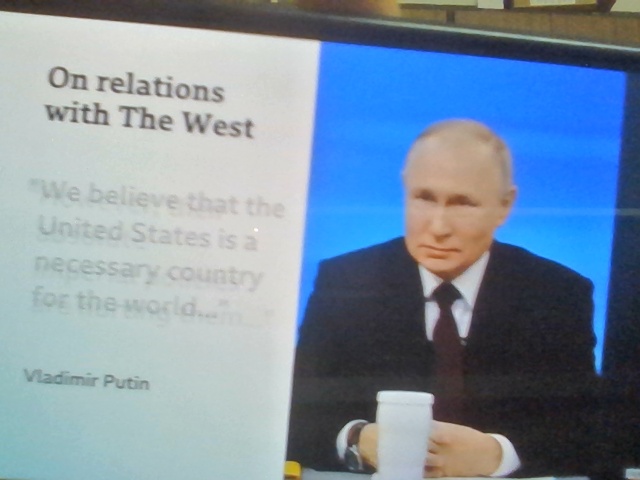 On relations
with The West
"We believe that the
United States is a
necessary country
for the world..."
Vladimir Putin